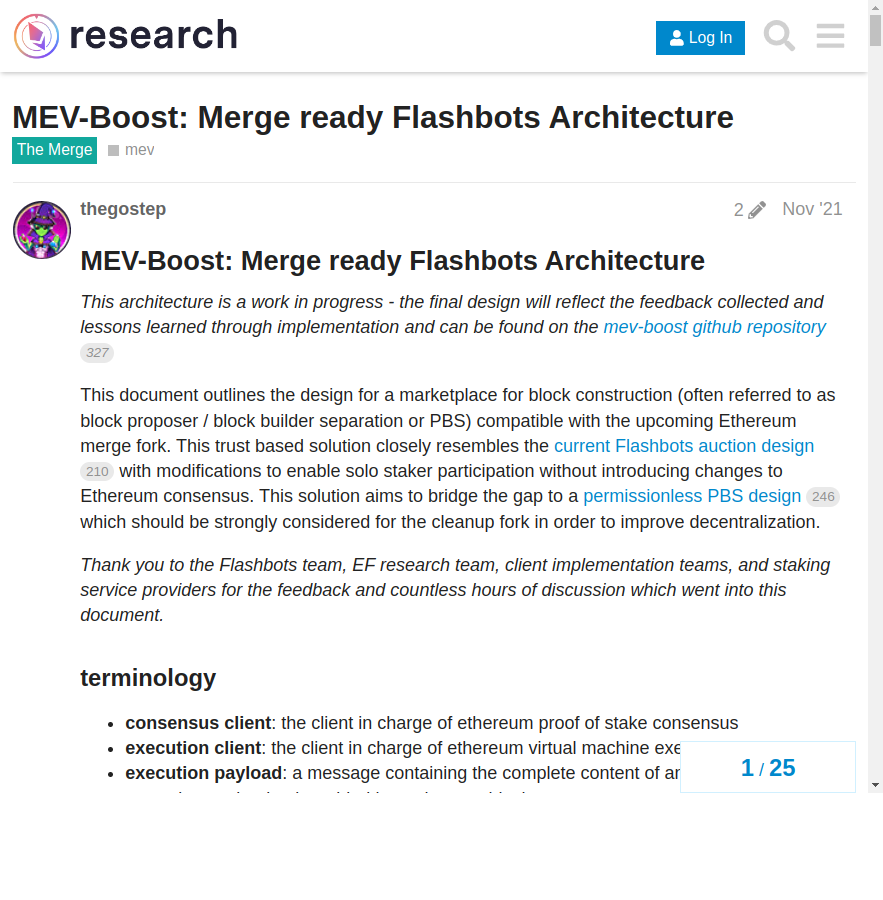 research
Log In
MEV-Boost: Merge ready Flashbots Architecture
The Merge mev
thegostep 2 Nov '21
MEV-Boost: Merge ready Flashbots Architecture
This architecture is a work in progress - the final design will reflect the feedback collected and
lessons learned through implementation and can be found on the mev-boost github repository
327
This document outlines the design for a marketplace for block construction (often referred to as
block proposer / block builder separation or PBS) compatible with the upcoming Ethereum
merge fork. This trust based solution closely resembles the current Flashbots auction design
210 with modifications to enable solo staker participation without introducing changes to
Ethereum consensus. This solution aims to bridge the gap to a permissionless PBS design 246
which should be strongly considered for the cleanup fork in order to improve decentralization.
Thank you to the Flashbots team, EF research team, client implementation teams, and staking
service providers for the feedback and countless hours of discussion which went into this
document.
terminology
• consensus client: the client in charge of ethereum proof of stake consensus
• execution client: the client in charge of ethereum virtual machine exe
• execution payload: a message containing the complete content of
1 / 25